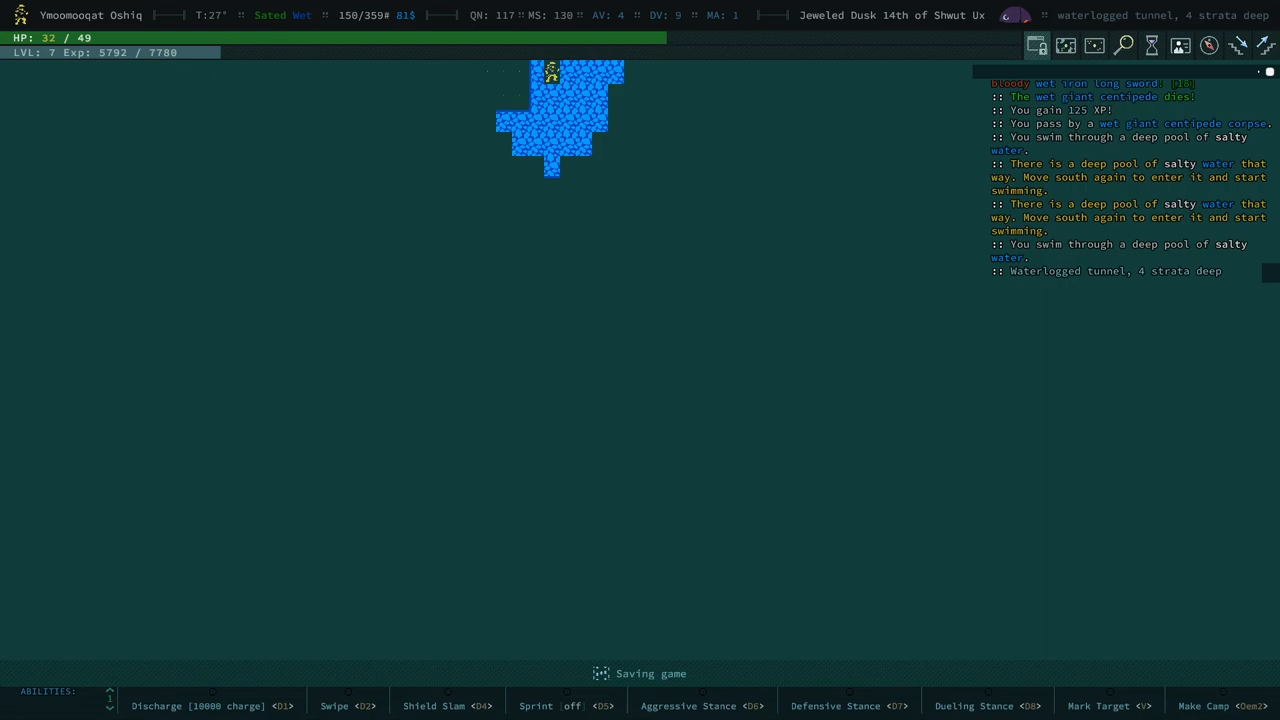 Ymoomooqat Oshiq T:27° Sated Wet 150/359# 81$ QN: 117 MS: 130 AV: 4 DV: 9 MA: 1 Jeweled Dusk 14th of Shwut Ux waterlogged tunnel, 4 strata deep
HP: 32 / 49
LVL: 7 Exp: 5792 / 7780
bloody wet iron long sword! [18]
:: The wet giant centipede dies!
:: You gain 125 XP!
:: You pass by a wet giant centipede corpse.
:: You swim through a deep pool of salty
water.
:: There is a deep pool of salty water that
way. Move south again to enter it and start
swimming.
:: There is a deep pool of salty water that
way. Move south again to enter it and start
swimming.
:: You swim through a deep pool of salty
water.
:: Waterlogged tunnel, 4 strata deep
Saving game
ABILITIES:
1
Discharge [10000 charge] <D1> Swipe <D2> Shield Slam <D4> Sprint [off] <D5> Aggressive Stance <D6> Defensive Stance <D7> Dueling Stance <D8> Mark Target <V> Make Camp <Oem2>